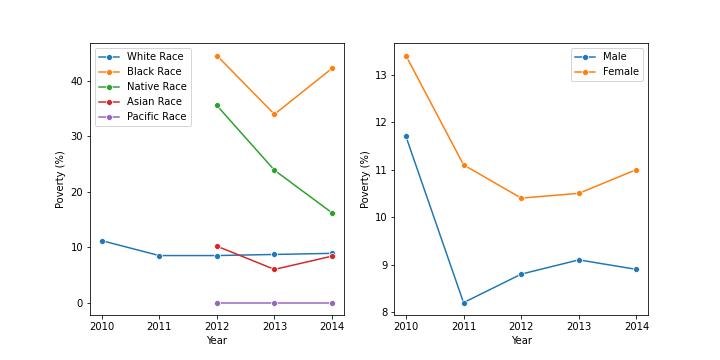 White Race
Black Race
Native Race
Asian Race
Pacific Race
Poverty (%)
40
30
20
10
0
2010 2011 2012 2013 2014
Year
Male
Female
Poverty (%)
13
12
11
10
9
8
2010 2011 2012 2013 2014
Year